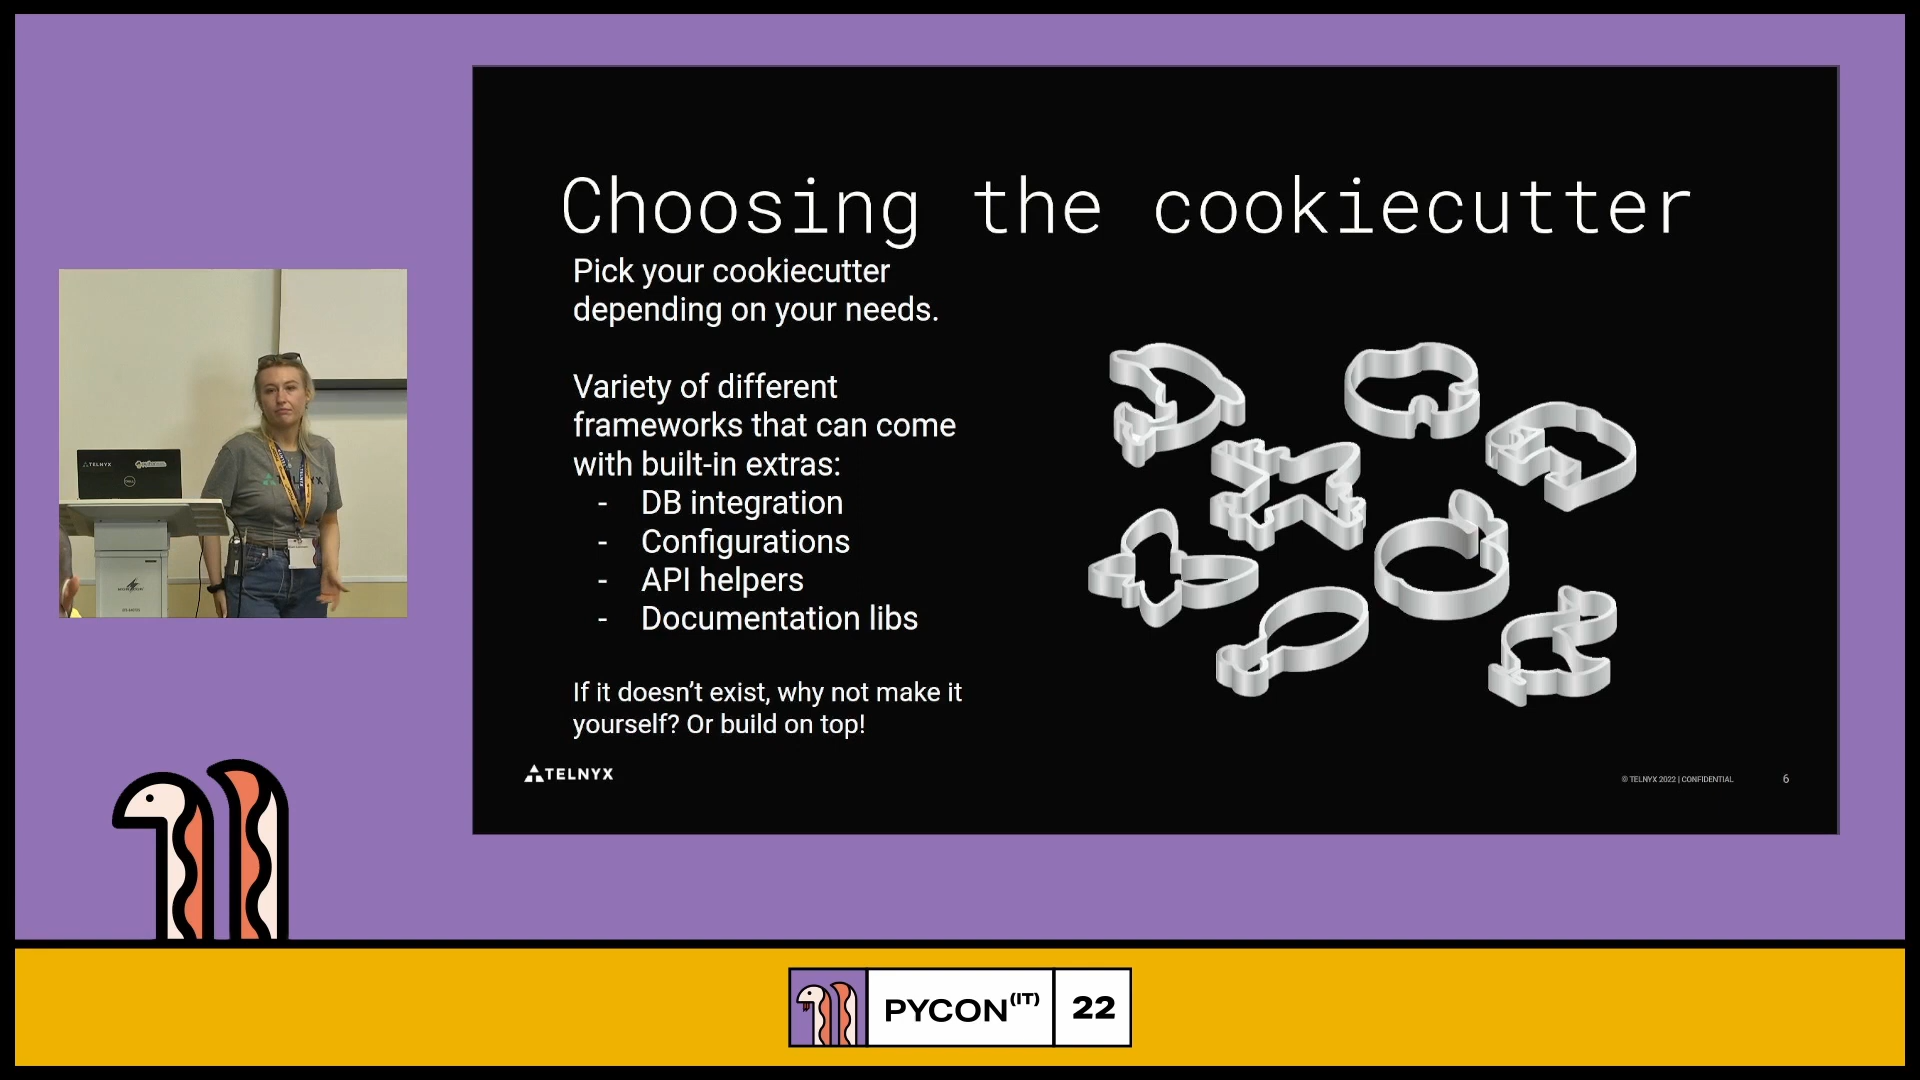 Choosing the cookiecutter
Pick your cookiecutter
depending on your needs.
Variety of different
frameworks that can come
with built-in extras:
- DB integration
- Configurations
- API helpers
- Documentation libs
If it doesn’t exist, why not make it
yourself? Or build on top!
TELNYX
© TELNYX 2022 | CONFIDENTIAL
6
TELNYX
DELL
PYCON(IT)
22